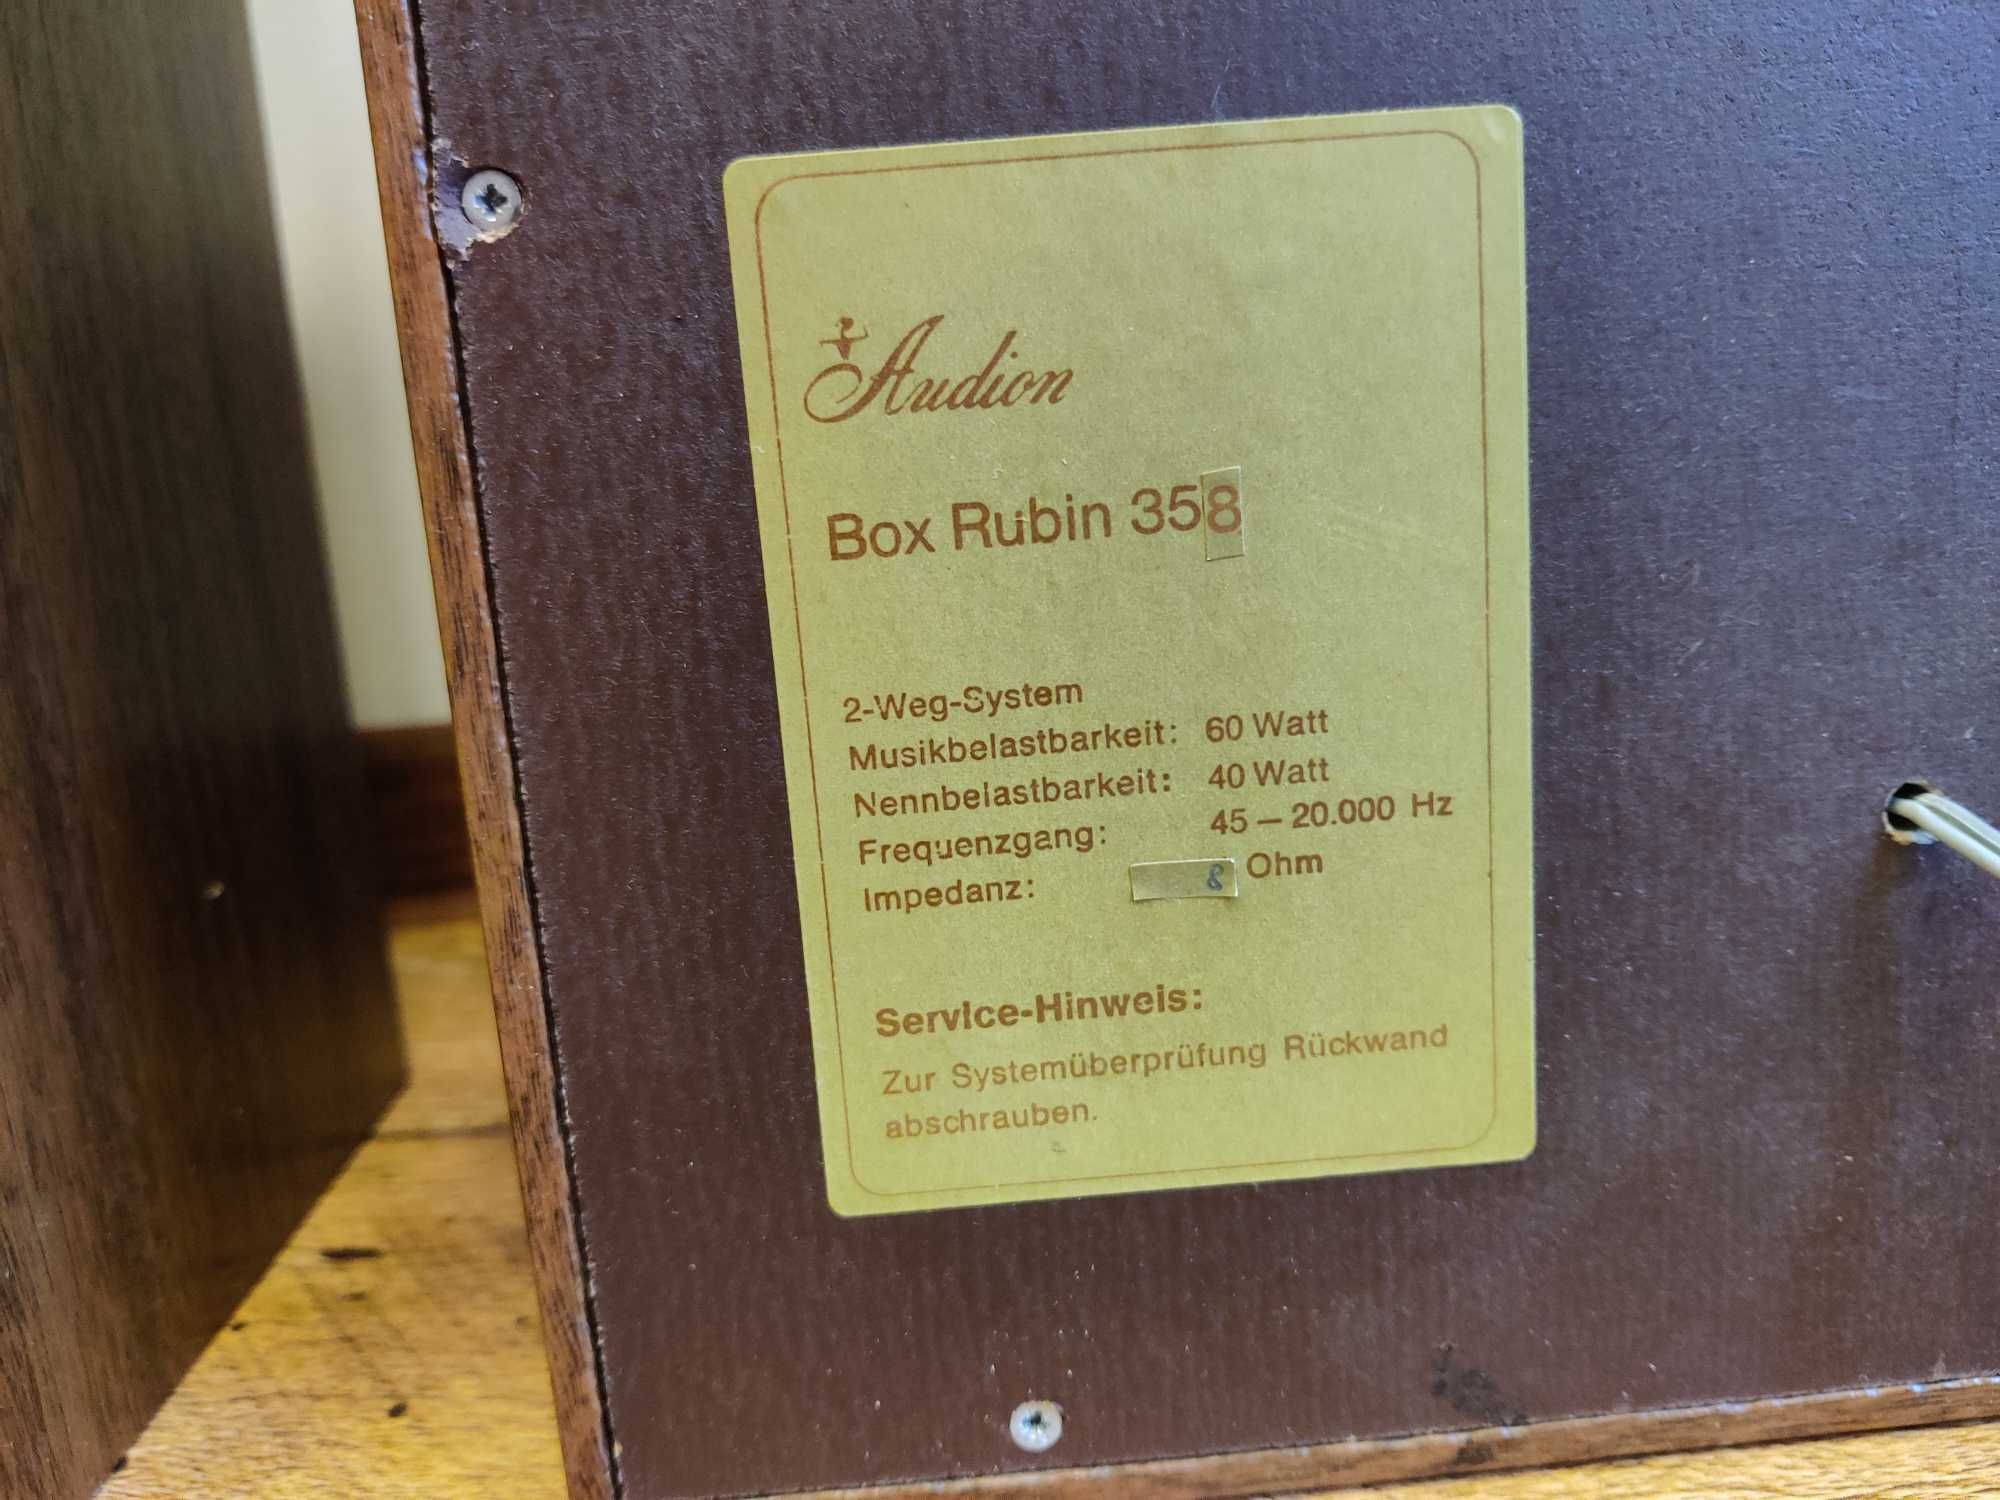 Audion
Box Rubin 358
2-Weg-System
Musikbelastbarkeit: 60 Watt
Nennbelastbarkeit: 40 Watt
Frequenzgang: 45 – 20.000 Hz
Impedanz: 8 Ohm
Service-Hinweis:
Zur Systemüberprüfung Rückwand
abschrauben.